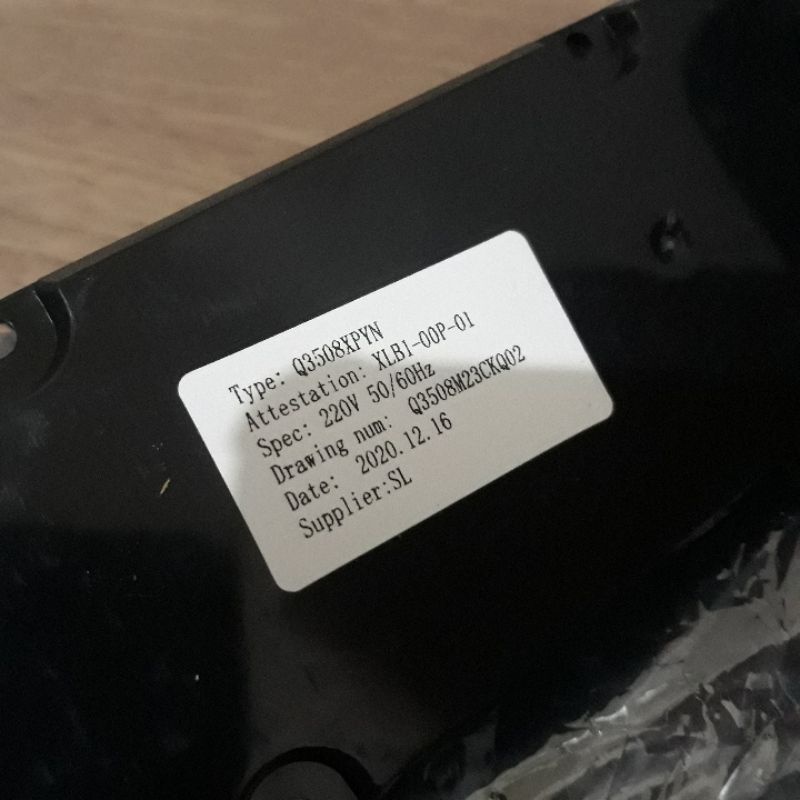 Type: Q3508XPYN
Attestation: XLB1-00P-01
Spec: 220V 50/60Hz
Drawing num: Q3508M23CKQ02
Date: 2020.12.16
Supplier:SL